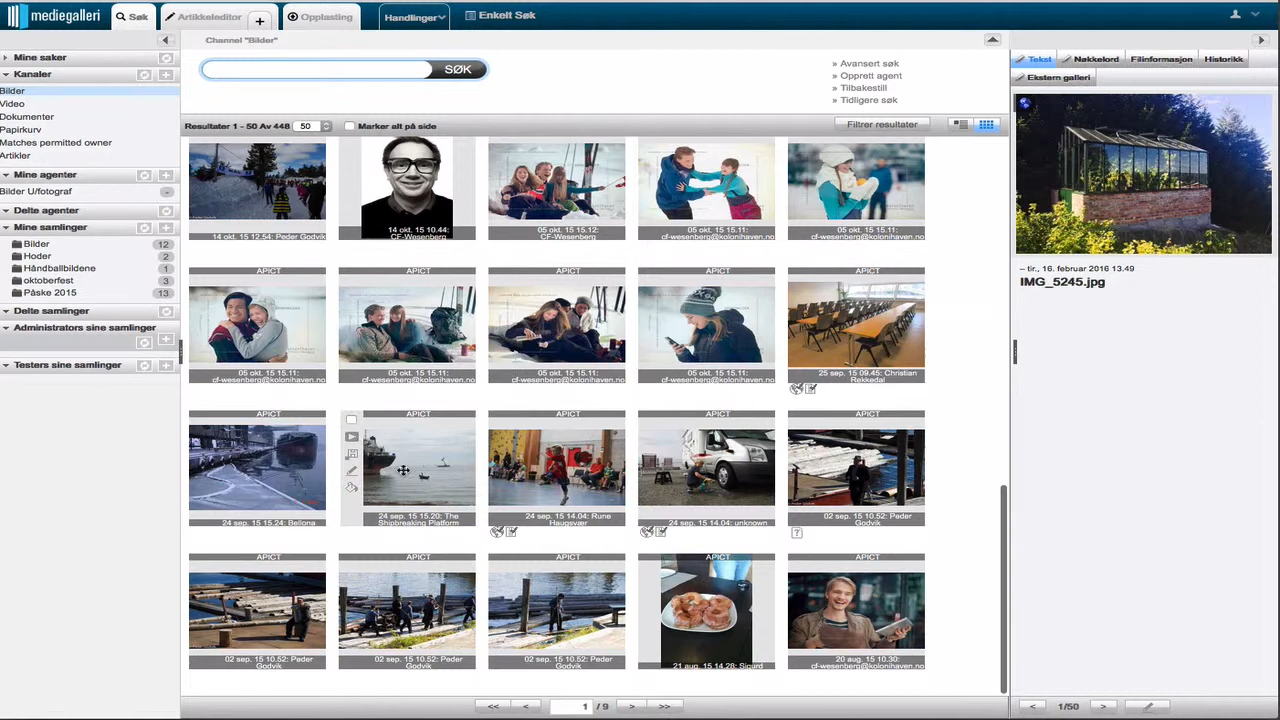 mediegalleri
Søk
Artikkeleditor
+
Opplasting
Handlinger
Enkelt Søk
Mine saker
Kanaler
Bilder
Video
Dokumenter
Papirkurv
Matches permitted owner
Artikler
Mine agenter
Bilder U/fotograf
Delte agenter
Mine samlinger
Bilder 12
Hoder 2
Håndballbildene 1
oktoberfest 3
Påske 2015 13
Delte samlinger
Administrators sine samlinger
Testers sine samlinger
Channel "Bilder"
SØK
» Avansert søk
» Opprett agent
» Tilbakestill
» Tidligere søk
Resultater 1 - 50 Av 448 50 Marker alt på side
Filtrer resultater
14 okt. 15 12.54: Peder Godvik
14 okt. 15 10.44:
CF-Wesenberg
05 okt. 15 15.12:
CF-Wesenberg
05 okt. 15 15.11:
cf-wesenberg@kolonihaven.no
05 okt. 15 15.11:
cf-wesenberg@kolonihaven.no
APICT
05 okt. 15 15.11:
cf-wesenberg@kolonihaven.no
APICT
05 okt. 15 15.11:
cf-wesenberg@kolonihaven.no
APICT
05 okt. 15 15.11:
cf-wesenberg@kolonihaven.no
APICT
05 okt. 15 15.11:
cf-wesenberg@kolonihaven.no
APICT
25 sep. 15 09.45: Christian
Rekkedal
APICT
24 sep. 15 15.24: Bellona
APICT
24 sep. 15 15.20: The
Shipbreaking Platform
APICT
24 sep. 15 14.04: Rune
Haugsvær
APICT
24 sep. 15 14.04: unknown
APICT
02 sep. 15 10.52: Peder
Godvik
APICT
02 sep. 15 10.52: Peder
Godvik
APICT
02 sep. 15 10.52: Peder
Godvik
APICT
02 sep. 15 10.52: Peder
Godvik
APICT
21 aug. 15 14.28: Sigurd
APICT
20 aug. 15 10.30:
cf-wesenberg@kolonihaven.no
<< < 1 / 9 > >>
Tekst
Nøkkelord
Filinformasjon
Historikk
Ekstern galleri
– tir., 16. februar 2016 13.49
IMG_5245.jpg
< 1/50 >